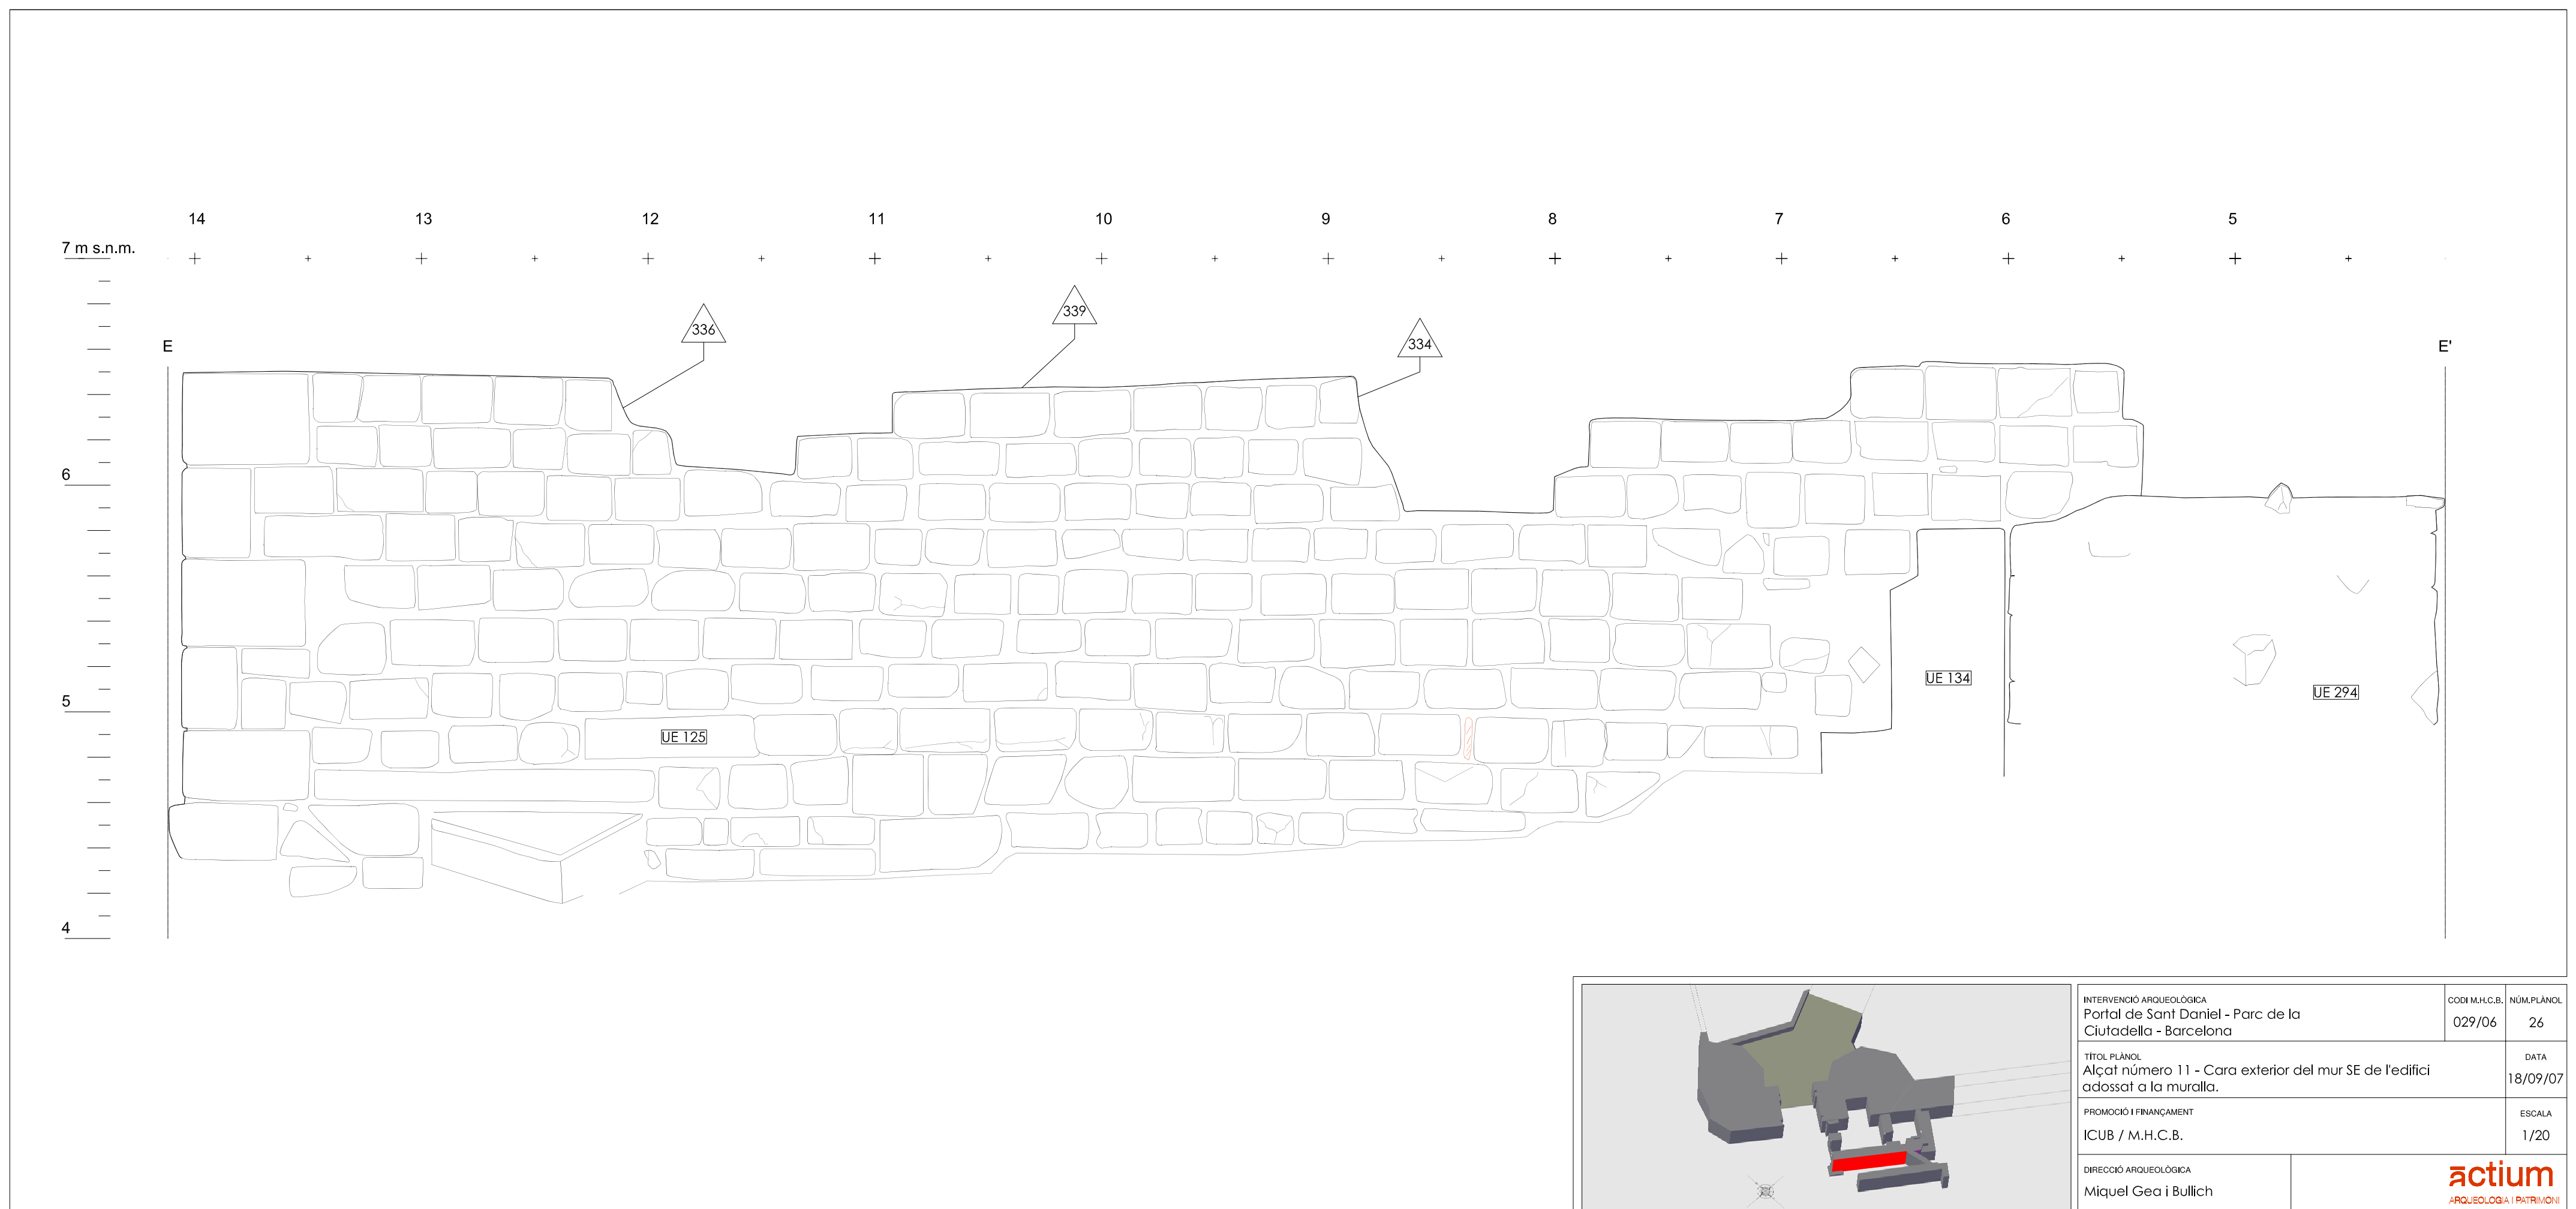 14 13 12 11 10 9 8 7 6 5
7 m s.n.m.
339
336
334
E E'
6
UE 134
UE 294
5
UE 125
4
INTERVENCIÓ ARQUEOLÒGICA
Portal de Sant Daniel - Parc de la
Ciutadella - Barcelona
CODI M.H.C.B.
029/06
NÚM.PLÀNOL
26
TÍTOL PLÀNOL
Alçat número 11 - Cara exterior del mur SE de l'edifici
adossat a la muralla.
DATA
18/09/07
PROMOCIÓ I FINANÇAMENT
ICUB / M.H.C.B.
ESCALA
1/20
DIRECCIÓ ARQUEOLÒGICA
Miquel Gea i Bullich
actium
ARQUEOLOGIA I PATRIMONI